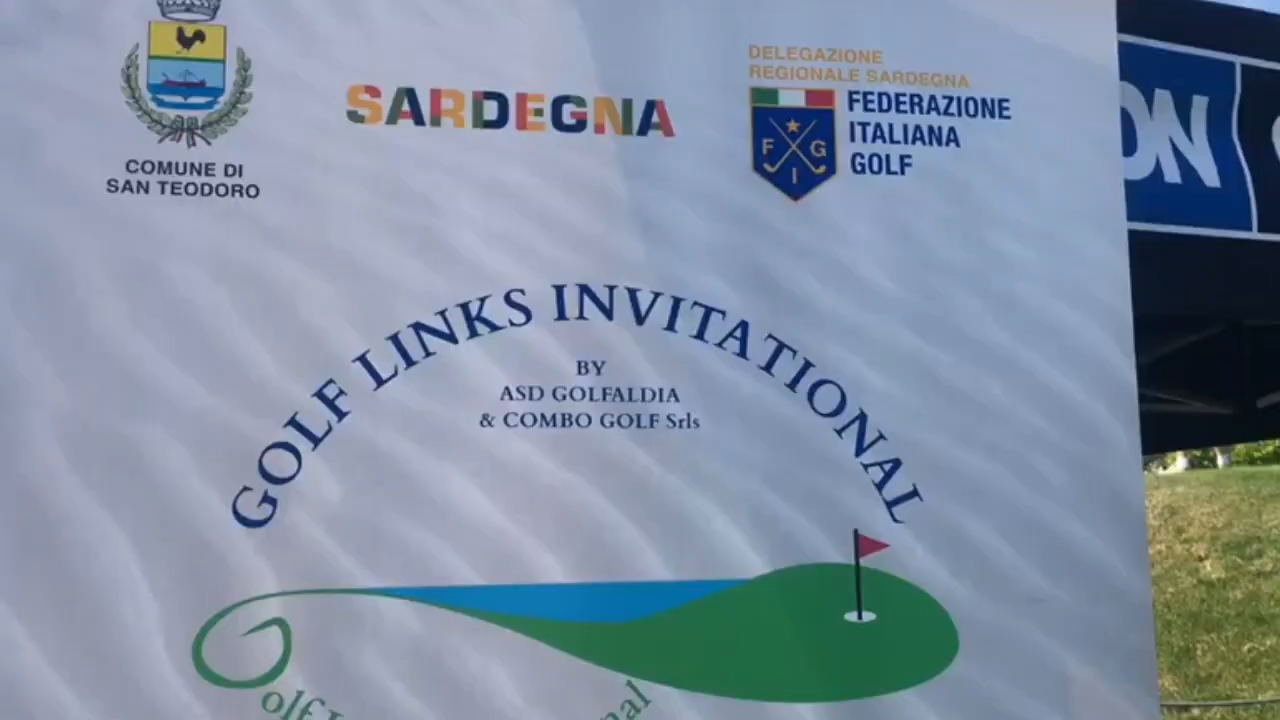 COMUNE DI
SAN TEODORO
SARDEGNA
DELEGAZIONE
REGIONALE SARDEGNA
FEDERAZIONE
ITALIANA
GOLF
F G
I
GOLF LINKS INVITATIONAL
BY
ASD GOLFALDIA
& COMBO GOLF Srls